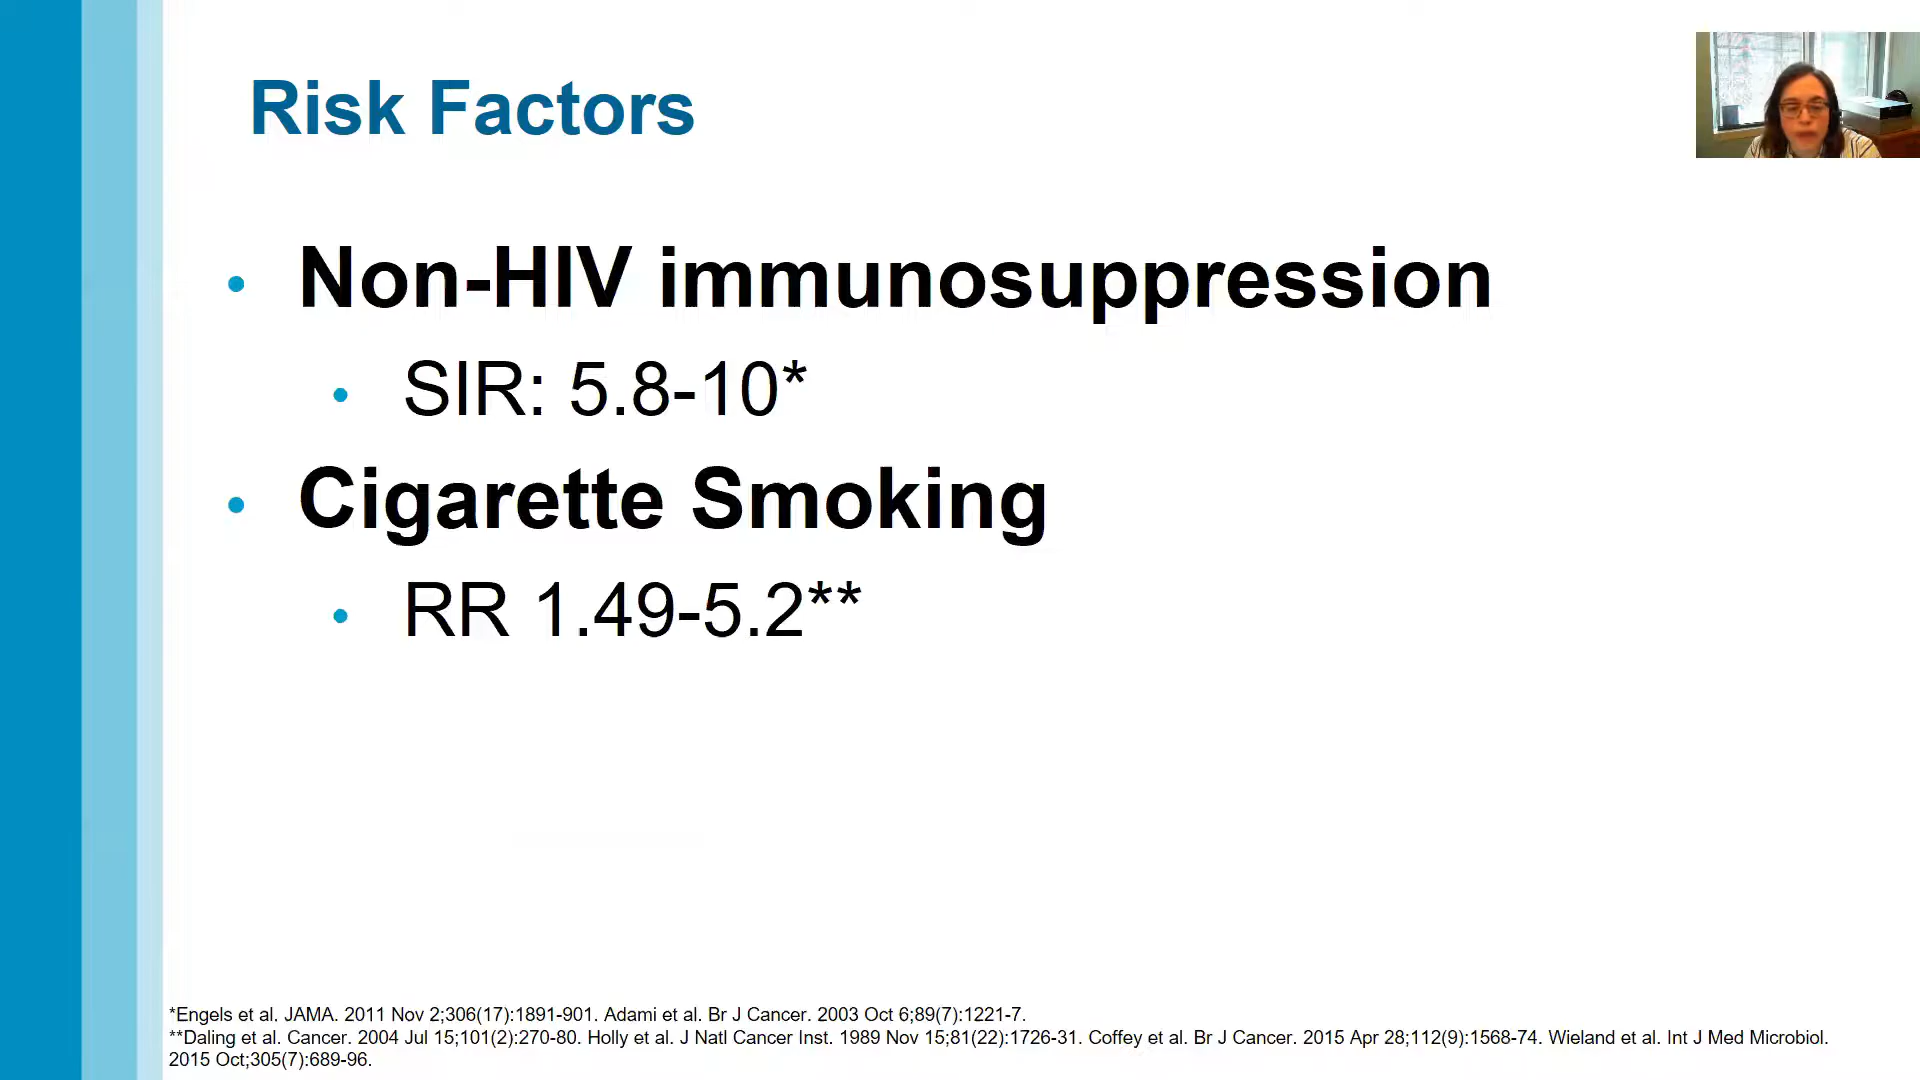 Risk Factors
• Non-HIV immunosuppression
• SIR: 5.8-10*
• Cigarette Smoking
• RR 1.49-5.2**
*Engels et al. JAMA. 2011 Nov 2;306(17):1891-901. Adami et al. Br J Cancer. 2003 Oct 6;89(7):1221-7.
**Daling et al. Cancer. 2004 Jul 15;101(2):270-80. Holly et al. J Natl Cancer Inst. 1989 Nov 15;81(22):1726-31. Coffey et al. Br J Cancer. 2015 Apr 28;112(9):1568-74. Wieland et al. Int J Med Microbiol.
2015 Oct;305(7):689-96.